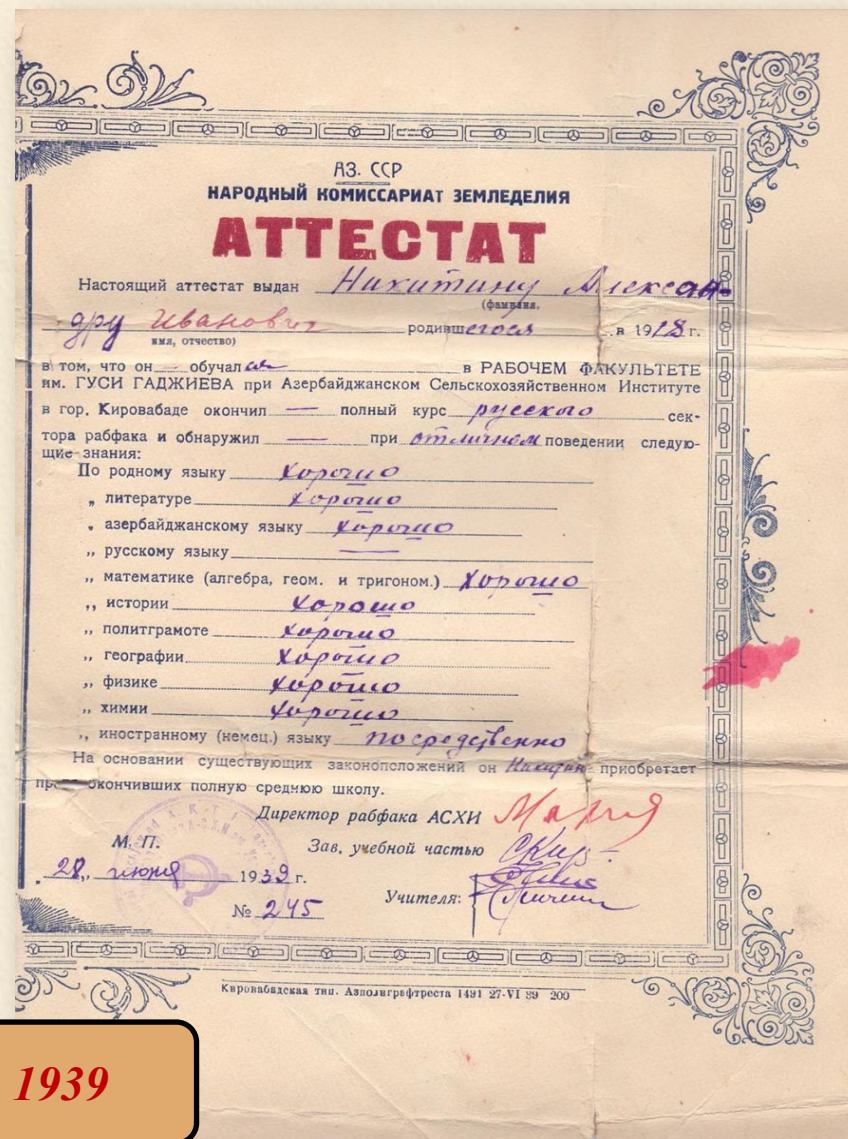 АЗ. ССР
НАРОДНЫЙ КОМИССАРИАТ ЗЕМЛЕДЕЛИЯ
АТТЕСТАТ
Настоящий аттестат выдан Никитину Алексан-
(фамилия,
дру Иванович родившегося в 1918 г.
имя, отчество)
в том, что он — обучался в РАБОЧЕМ ФАКУЛЬТЕТЕ
им. ГУСИ ГАДЖИЕВА при Азербайджанском Сельскохозяйственном Институте
в гор. Кировабаде окончил — полный курс русского сек-
тора рабфака и обнаружил — при отличном поведении следую-
щие знания:
По родному языку хорошо
„ литературе хорошо
„ азербайджанскому языку хорошо
„ русскому языку —
„ математике (алгебра, геом. и тригоном.) хорошо
„ истории хорошо
„ политграмоте хорошо
„ географии хорошо
„ физике хорошо
„ химии хорошо
„ иностранному (немец.) языку посредственно
На основании существующих законоположений он Никитин приобретает
окончивших полную среднюю школу.
Директор рабфака АСХИ
М. П. Зав. учебной частью
„28„ июня 1939 г.
Учителя:
№ 245
Кировабадская тип. Азполиграфтреста 1491 27-VI 39 200
1939